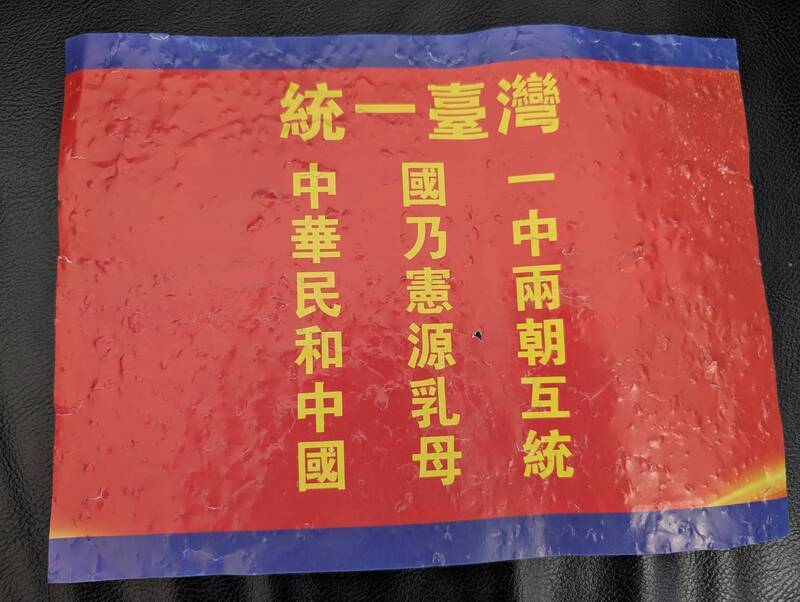 統一臺灣
一中兩朝互統
國乃憲源乳母
中華民和中國